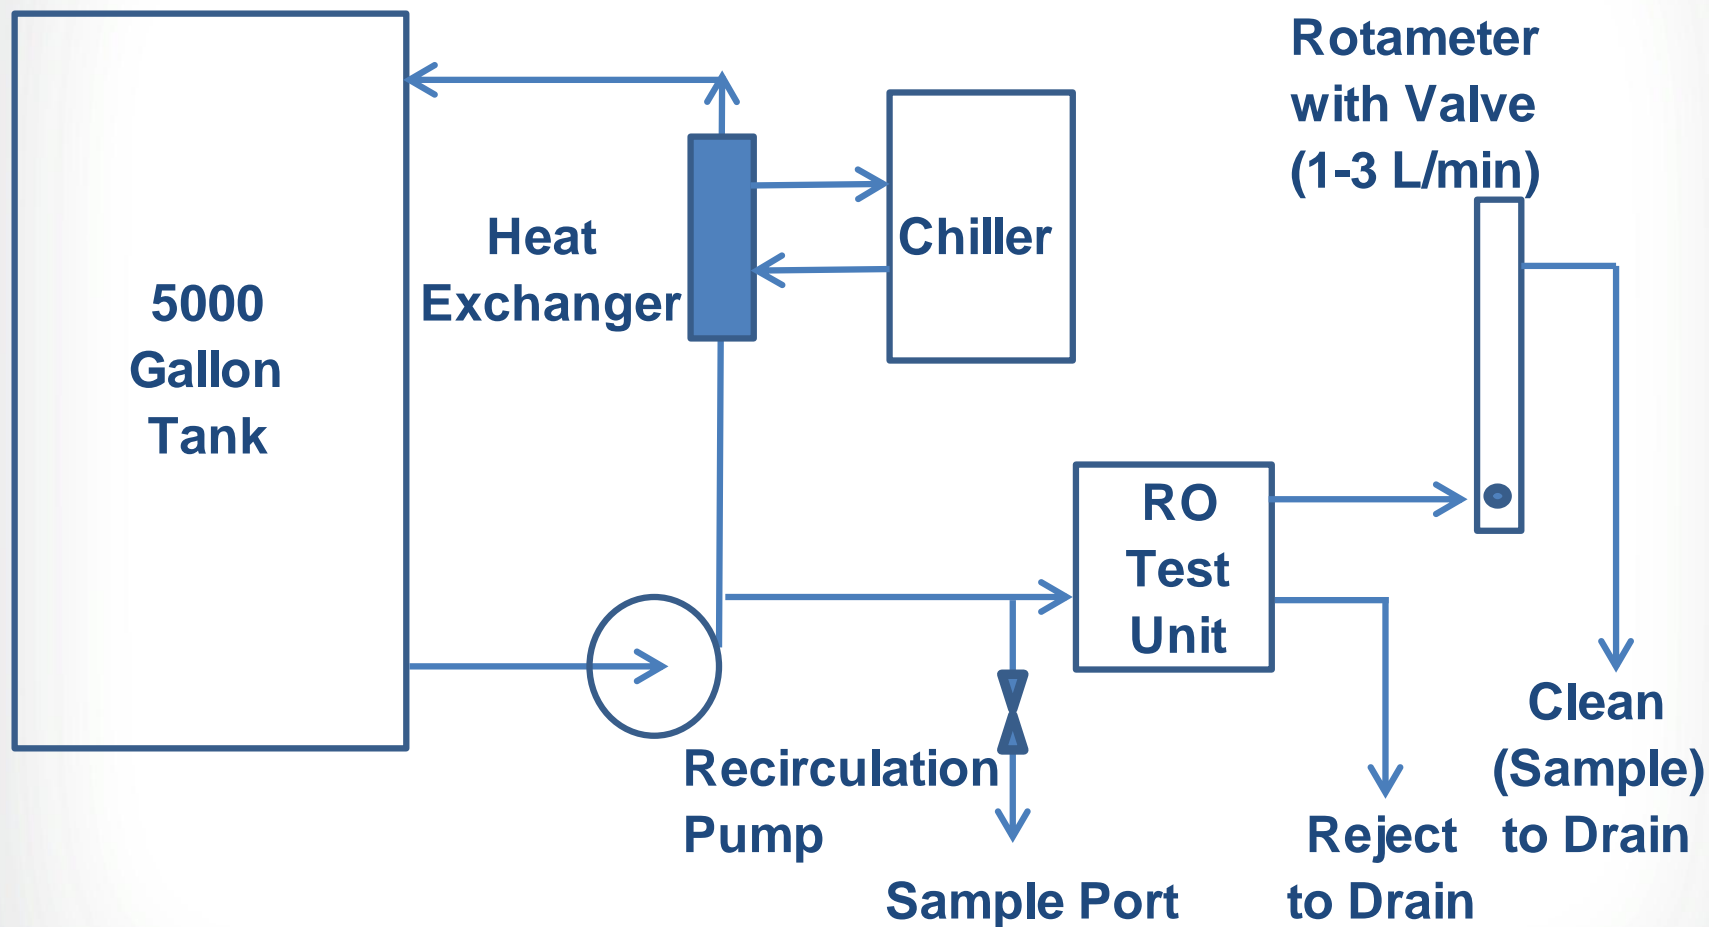 5000
Gallon
Tank
Heat
Exchanger
Chiller
Rotameter
with Valve
(1-3 L/min)
RO
Test
Unit
Recirculation
Pump
Sample Port
Reject
to Drain
Clean
(Sample)
to Drain